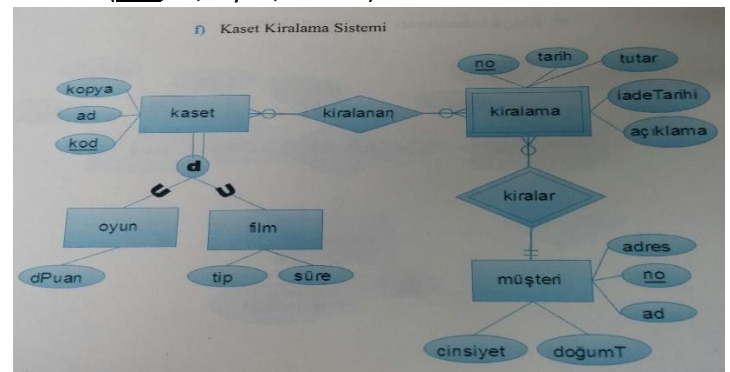 f) Kaset Kiralama Sistemi
no
tarih
tutar
kopya
ad
kod
kaset
kiralanan
kiralama
iadeTarihi
açıklama
d
U
U
oyun
film
kiralar
dPuan
tip
süre
müşteri
adres
no
ad
cinsiyet
doğumT